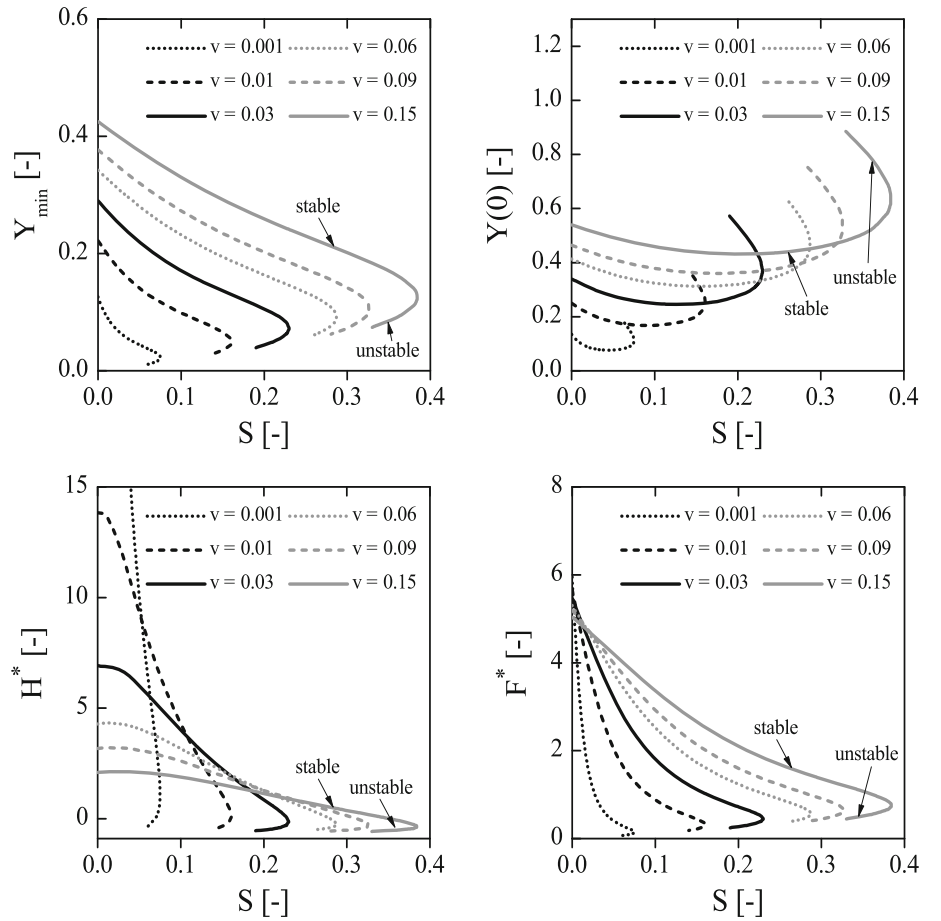 0.6
0.4
0.2
0.0
Y min [-]
v = 0.001 v = 0.06
v = 0.01 v = 0.09
v = 0.03 v = 0.15
stable
unstable
0.0 0.1 0.2 0.3 0.4
S [-]
1.2
1.0
0.8
0.6
0.4
0.2
0.0
Y(0) [-]
v = 0.001 v = 0.06
v = 0.01 v = 0.09
v = 0.03 v = 0.15
unstable
stable
0.0 0.1 0.2 0.3 0.4
S [-]
15
10
5
0
H* [-]
v = 0.001 v = 0.06
v = 0.01 v = 0.09
v = 0.03 v = 0.15
stable
unstable
0.0 0.1 0.2 0.3 0.4
S [-]
8
6
4
2
0
F* [-]
v = 0.001 v = 0.06
v = 0.01 v = 0.09
v = 0.03 v = 0.15
stable
unstable
0.0 0.1 0.2 0.3 0.4
S [-]